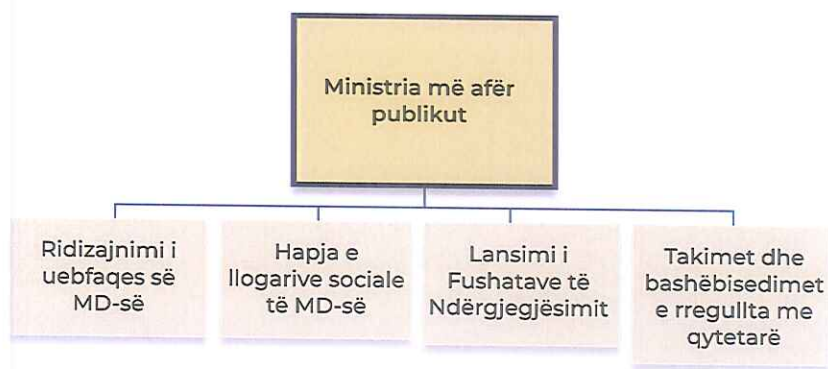 Ministria më afër
publikut
Ridizajnimi i
uebfaqes së
MD-së
Hapja e
llogarive sociale
të MD-së
Lansimi i
Fushatave të
Ndërgjegjësimit
Takimet dhe
bashëbisedimet
e rregullta me
qytetarë